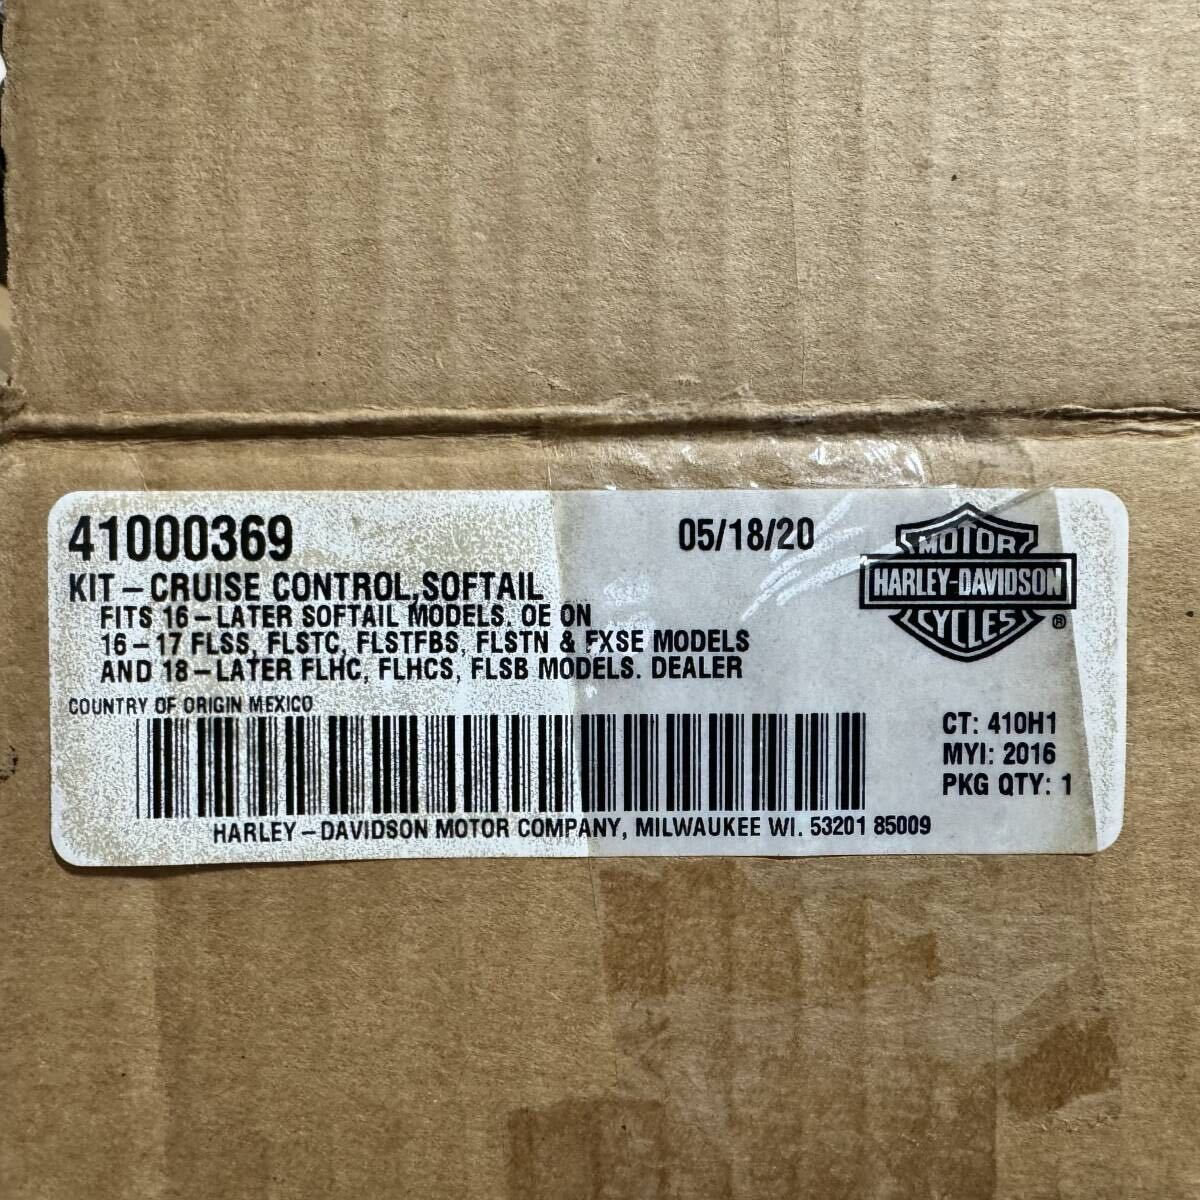 41000369
05/18/20
KIT-CRUISE CONTROL,SOFTAIL
FITS 16-LATER SOFTAIL MODELS. OE ON
16-17 FLSS, FLSTC, FLSTFBS, FLSTN & FXSE MODELS
AND 18-LATER FLHC, FLHCS, FLSB MODELS. DEALER
MOTOR
HARLEY-DAVIDSON
CYCLES
®
COUNTRY OF ORIGIN MEXICO
CT: 410H1
MYI: 2016
PKG QTY: 1
HARLEY-DAVIDSON MOTOR COMPANY, MILWAUKEE WI. 53201 85009